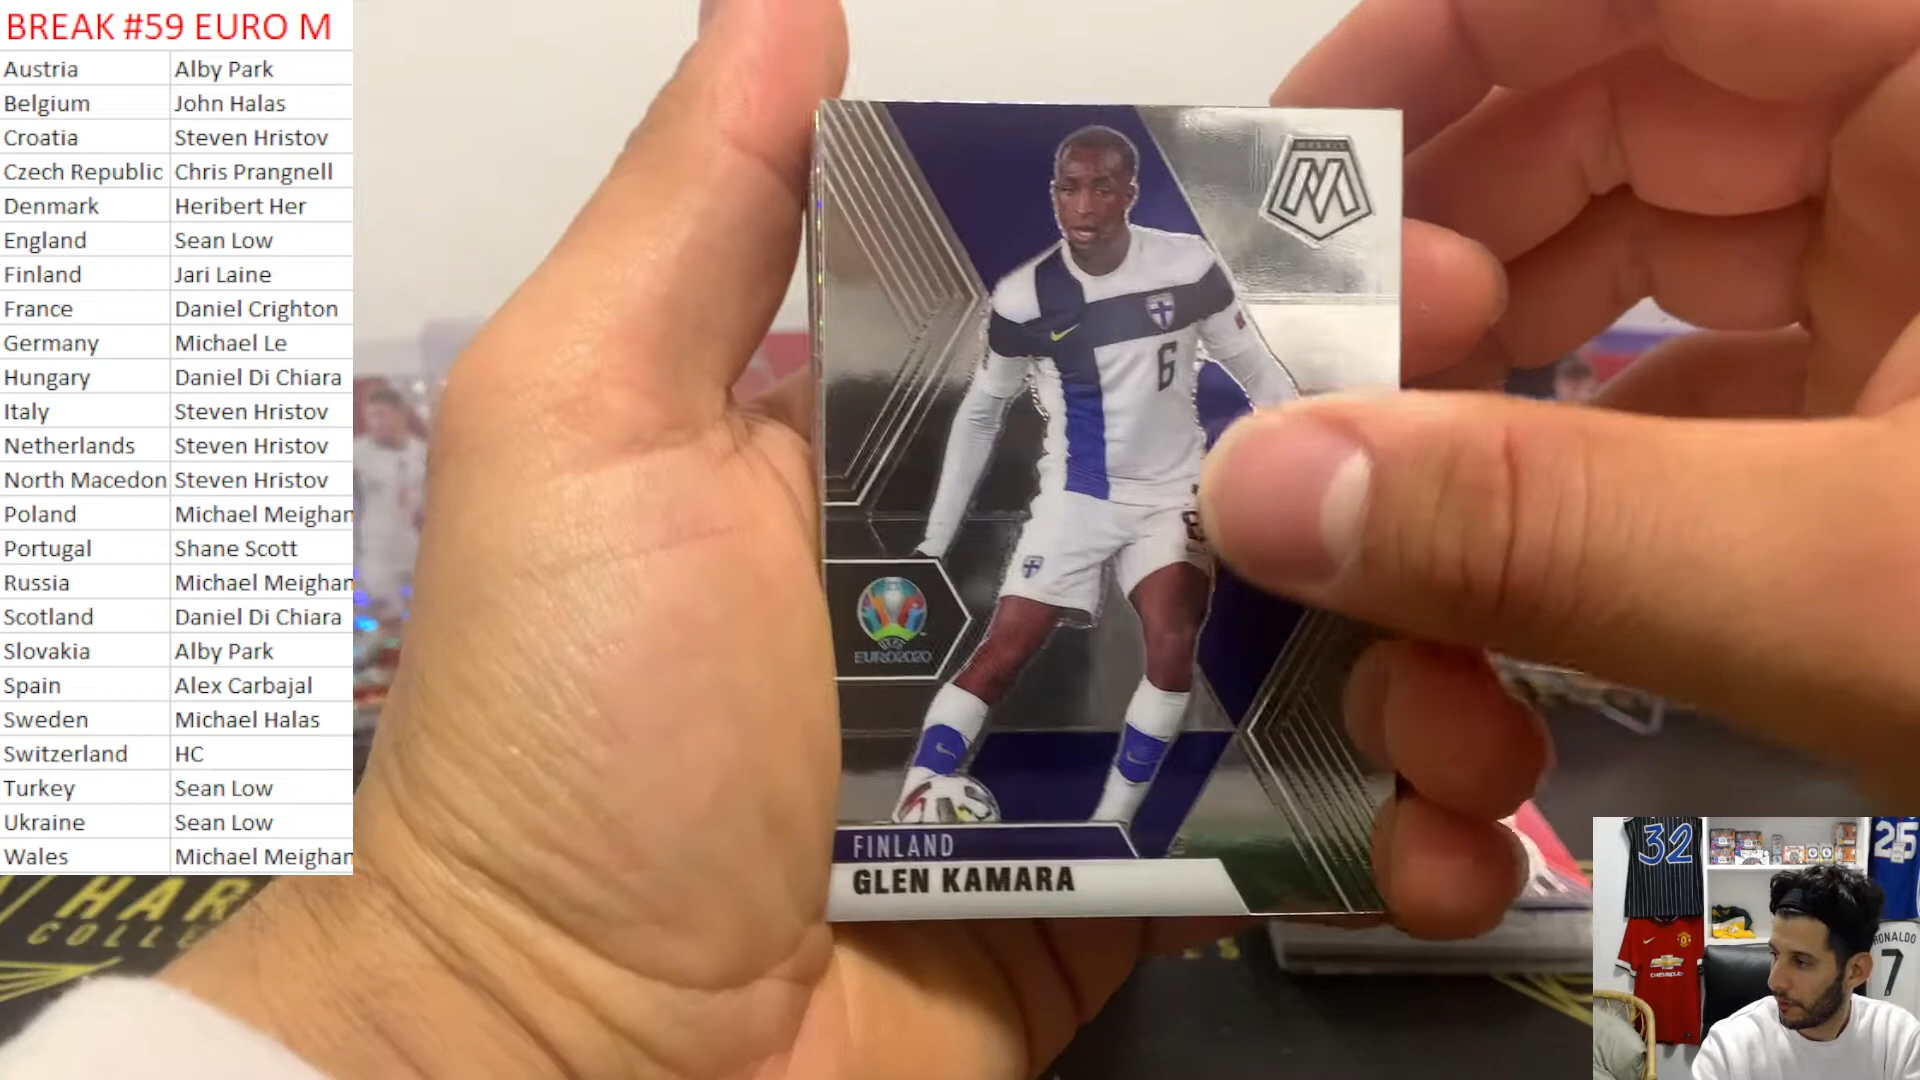 BREAK #59 EURO M
Austria Alby Park
Belgium John Halas
Croatia Steven Hristov
Czech Republic Chris Prangnell
Denmark Heribert Her
England Sean Low
Finland Jari Laine
France Daniel Crighton
Germany Michael Le
Hungary Daniel Di Chiara
Italy Steven Hristov
Netherlands Steven Hristov
North Macedon Steven Hristov
Poland Michael Meighan
Portugal Shane Scott
Russia Michael Meighan
Scotland Daniel Di Chiara
Slovakia Alby Park
Spain Alex Carbajal
Sweden Michael Halas
Switzerland HC
Turkey Sean Low
Ukraine Sean Low
Wales Michael Meighan
MOSAIC
M
6
UEFA
EURO2020
FINLAND
GLEN KAMARA
HAR
COLLE
32
25
CHEVROLET
RONALDO
7